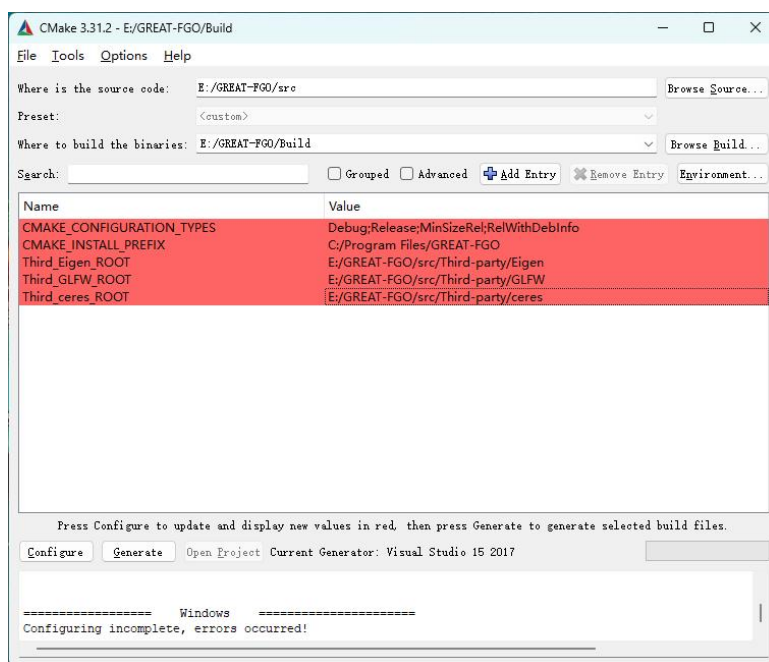 CMake 3.31.2 - E:/GREAT-FGO/Build
File Tools Options Help
Where is the source code: E:/GREAT-FGO/src Browse Source...
Preset: <custom>
Where to build the binaries: E:/GREAT-FGO/Build Browse Build...
Search: Grouped Advanced Add Entry Remove Entry Environment...
Name Value
CMAKE_CONFIGURATION_TYPES Debug;Release;MinSizeRel;RelWithDebInfo
CMAKE_INSTALL_PREFIX C:/Program Files/GREAT-FGO
Third_Eigen_ROOT E:/GREAT-FGO/src/Third-party/Eigen
Third_GLFW_ROOT E:/GREAT-FGO/src/Third-party/GLFW
Third_ceres_ROOT E:/GREAT-FGO/src/Third-party/ceres
Press Configure to update and display new values in red, then press Generate to generate selected build files.
Configure Generate Open Project Current Generator: Visual Studio 15 2017
================== Windows ======================
Configuring incomplete, errors occurred!